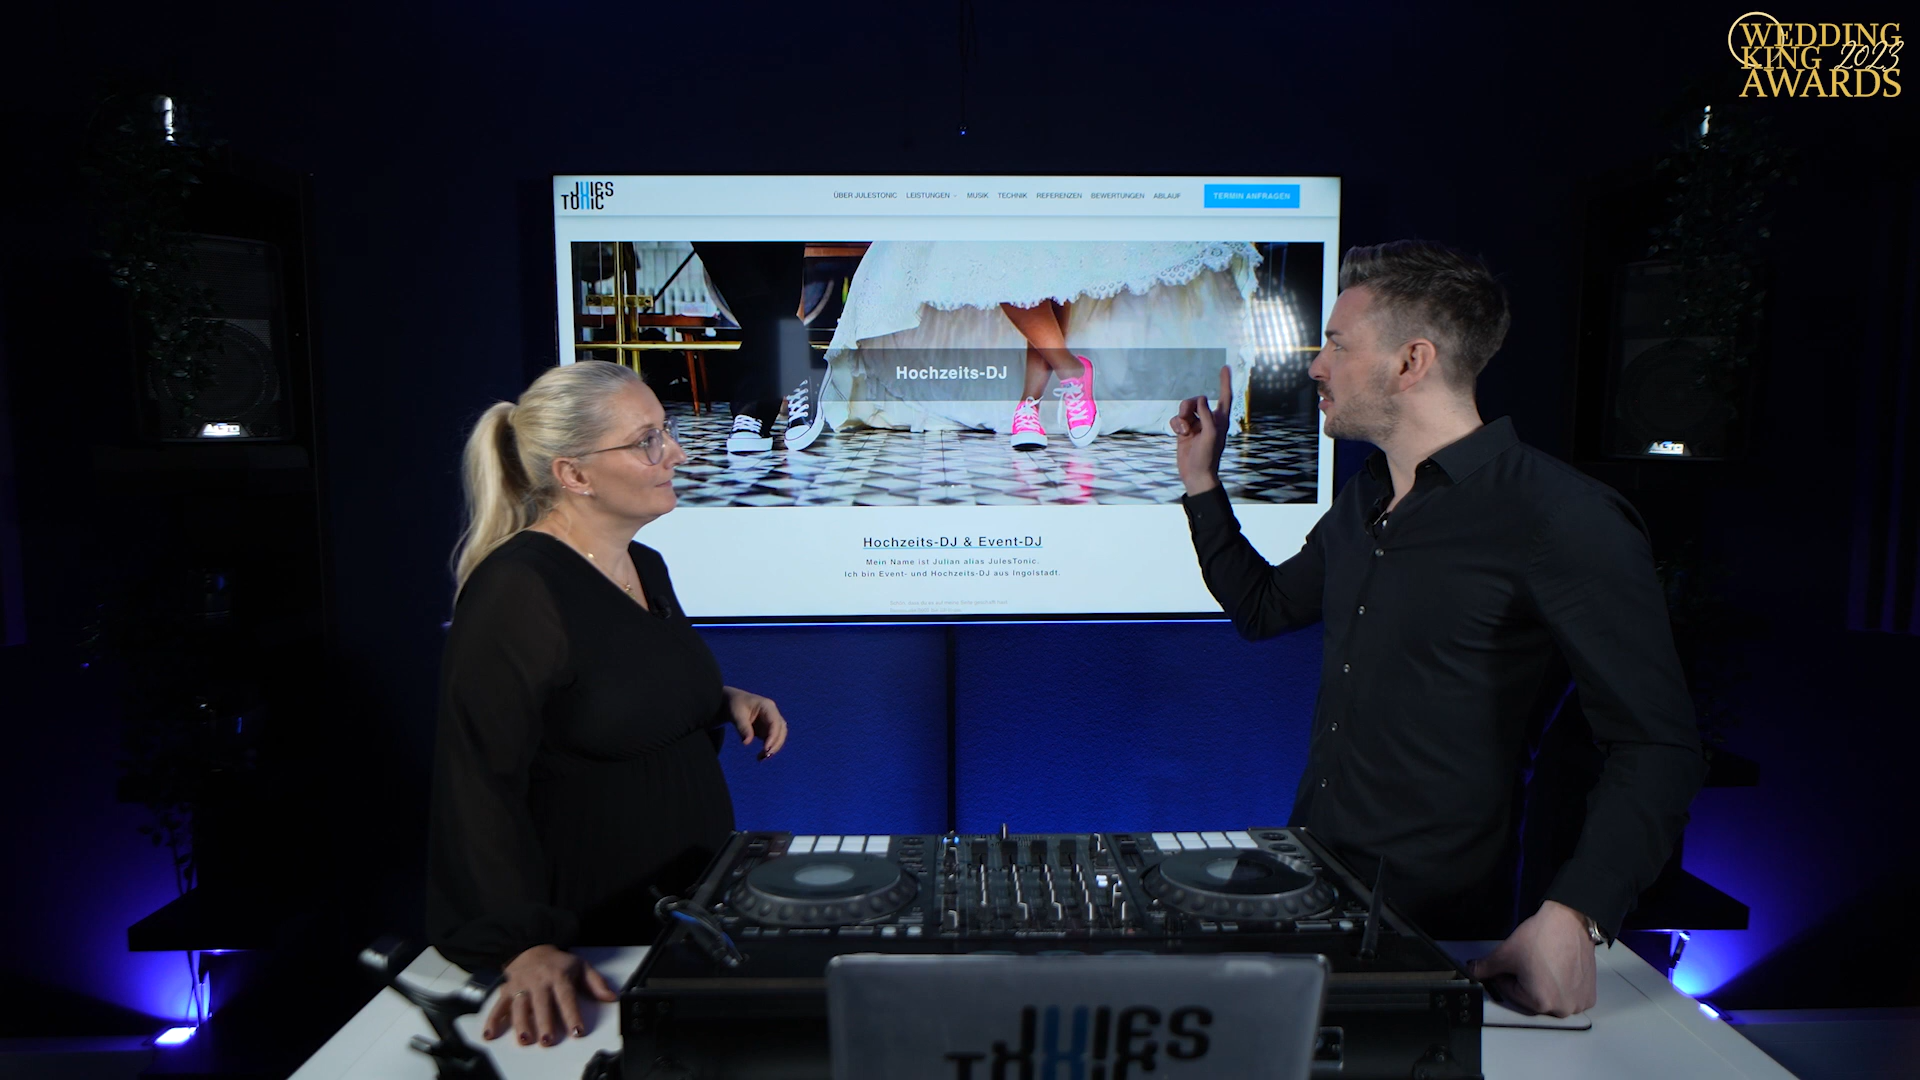 WEDDING
KING 2023
AWARDS
JULES
TONIC
ÜBER JULESTONIC LEISTUNGEN MUSIK TECHNIK REFERENZEN BEWERTUNGEN ABLAUF TERMIN ANFRAGEN
Hochzeits-DJ
Hochzeits-DJ & Event-DJ
Mein Name ist Julian alias JulesTonic.
Ich bin Event- und Hochzeits-DJ aus Ingolstadt.
JULES
TONIC